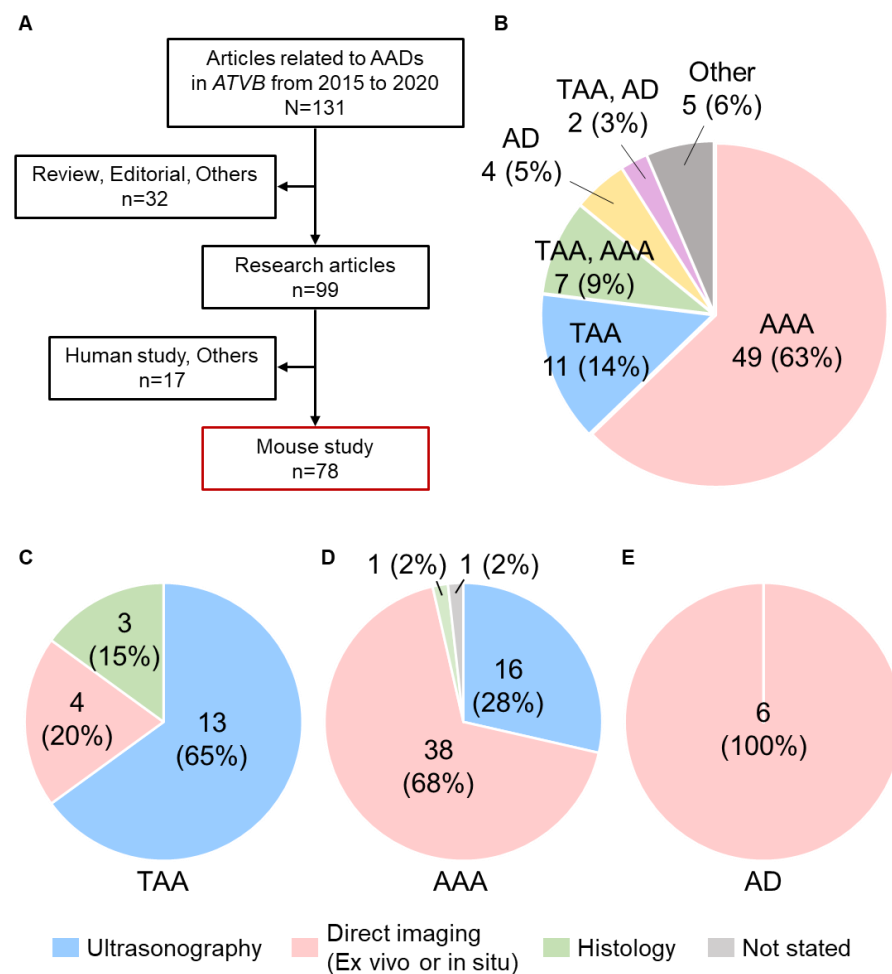 A
Articles related to AADs
in ATVB from 2015 to 2020
N=131
Review, Editorial, Others
n=32
Research articles
n=99
Human study, Others
n=17
Mouse study
n=78
B
Other
5 (6%)
TAA, AD
2 (3%)
AD
4 (5%)
TAA, AAA
7 (9%)
TAA
11 (14%)
AAA
49 (63%)
C
3
(15%)
4
(20%)
13
(65%)
TAA
D
1 (2%)
1 (2%)
16
(28%)
38
(68%)
AAA
E
6
(100%)
AD
Ultrasonography
Direct imaging
(Ex vivo or in situ)
Histology
Not stated